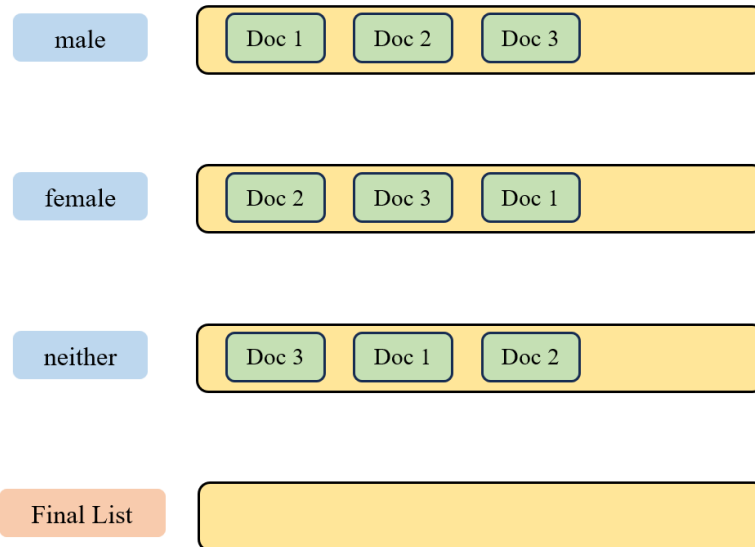 male Doc 1 Doc 2 Doc 3
female Doc 2 Doc 3 Doc 1
neither Doc 3 Doc 1 Doc 2
Final List